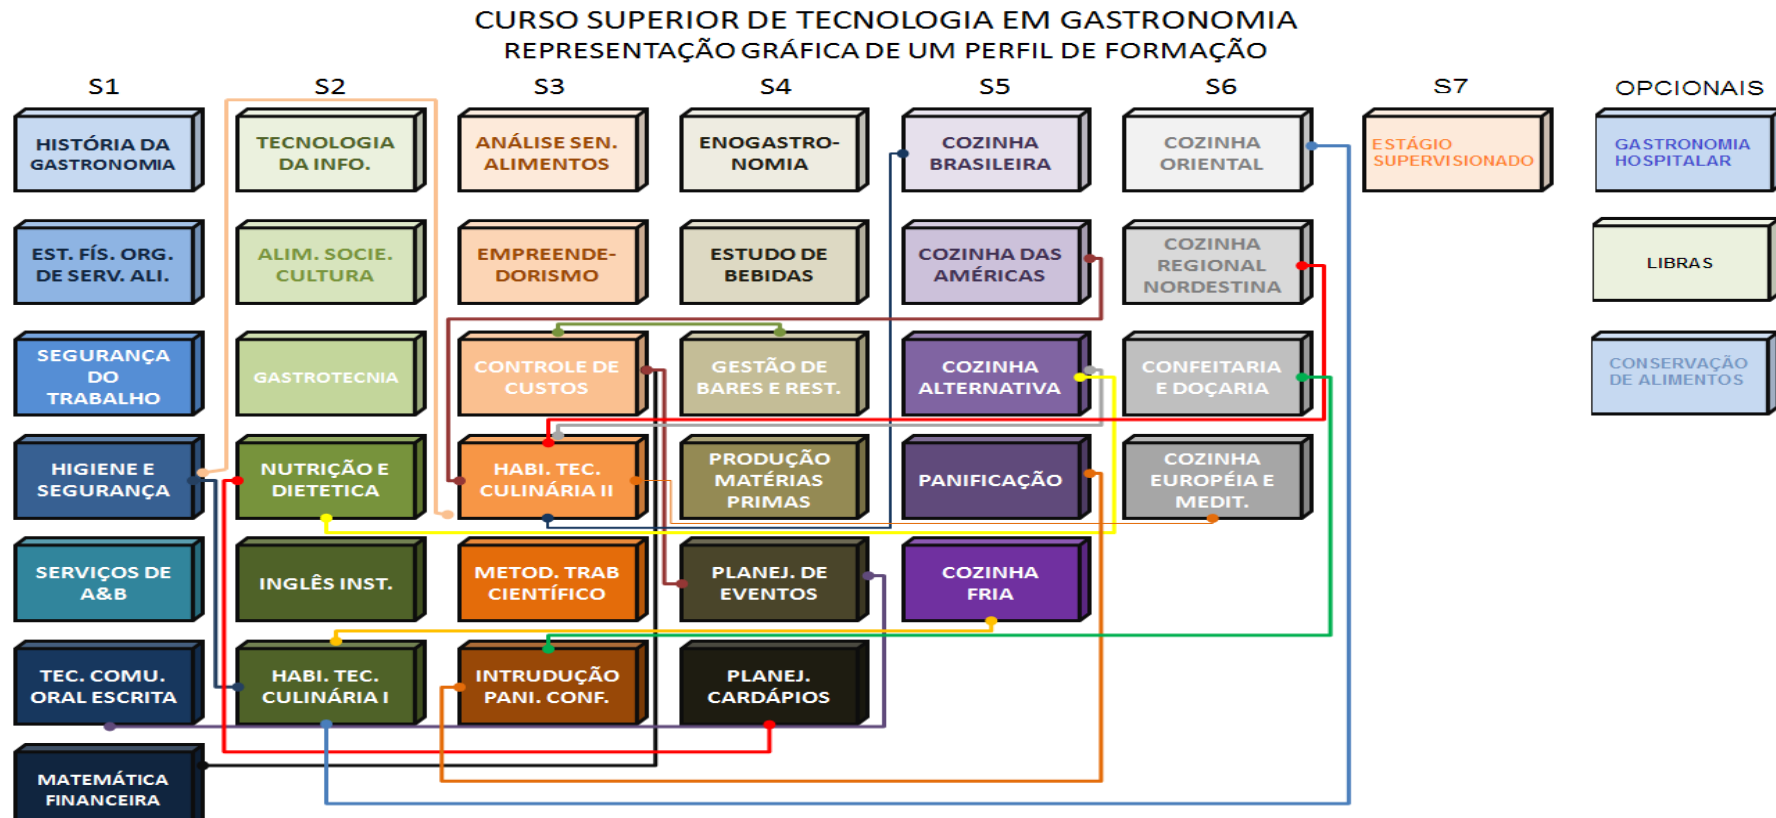 CURSO SUPERIOR DE TECNOLOGIA EM GASTRONOMIA
REPRESENTAÇÃO GRÁFICA DE UM PERFIL DE FORMAÇÃO
S1
S2
S3
S4
S5
S6
S7
OPCIONAIS
HISTÓRIA DA
GASTRONOMIA
TECNOLOGIA
DA INFO.
ANÁLISE SEN.
ALIMENTOS
ENOGASTRO-
NOMIA
COZINHA
BRASILEIRA
COZINHA
ORIENTAL
ESTÁGIO
SUPERVISIONADO
GASTRONOMIA
HOSPITALAR
EST. FÍS. ORG.
DE SERV. ALI.
ALIM. SOCIE.
CULTURA
EMPREENDE-
DORISMO
ESTUDO DE
BEBIDAS
COZINHA DAS
AMÉRICAS
COZINHA
REGIONAL
NORDESTINA
LIBRAS
SEGURANÇA
DO
TRABALHO
GASTROTECNIA
CONTROLE DE
CUSTOS
GESTÃO DE
BARES E REST.
COZINHA
ALTERNATIVA
CONFEITARIA
E DOÇARIA
CONSERVAÇÃO
DE ALIMENTOS
HIGIENE E
SEGURANÇA
NUTRIÇÃO E
DIETETICA
HABI. TEC.
CULINÁRIA II
PRODUÇÃO
MATÉRIAS
PRIMAS
PANIFICAÇÃO
COZINHA
EUROPÉIA E
MEDIT.
SERVIÇOS DE
A&B
INGLÊS INST.
METOD. TRAB
CIENTÍFICO
PLANEJ. DE
EVENTOS
COZINHA
FRIA
TEC. COMU.
ORAL ESCRITA
HABI. TEC.
CULINÁRIA I
INTRUDUÇÃO
PANI. CONF.
PLANEJ.
CARDÁPIOS
MATEMÁTICA
FINANCEIRA